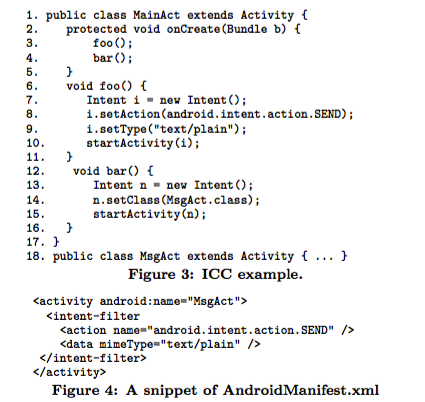 1. public class MainAct extends Activity {
2. protected void onCreate(Bundle b) {
3. foo();
4. bar();
5. }
6. void foo() {
7. Intent i = new Intent();
8. i.setAction(android.intent.action.SEND);
9. i.setType("text/plain");
10. startActivity(i);
11. }
12. void bar() {
13. Intent n = new Intent();
14. n.setClass(MsgAct.class);
15. startActivity(n);
16. }
17. }
18. public class MsgAct extends Activity { ... }
Figure 3: ICC example.
<activity android:name="MsgAct">
<intent-filter
<action name="android.intent.action.SEND" />
<data mimeType="text/plain" />
</intent-filter>
</activity>
Figure 4: A snippet of AndroidManifest.xml